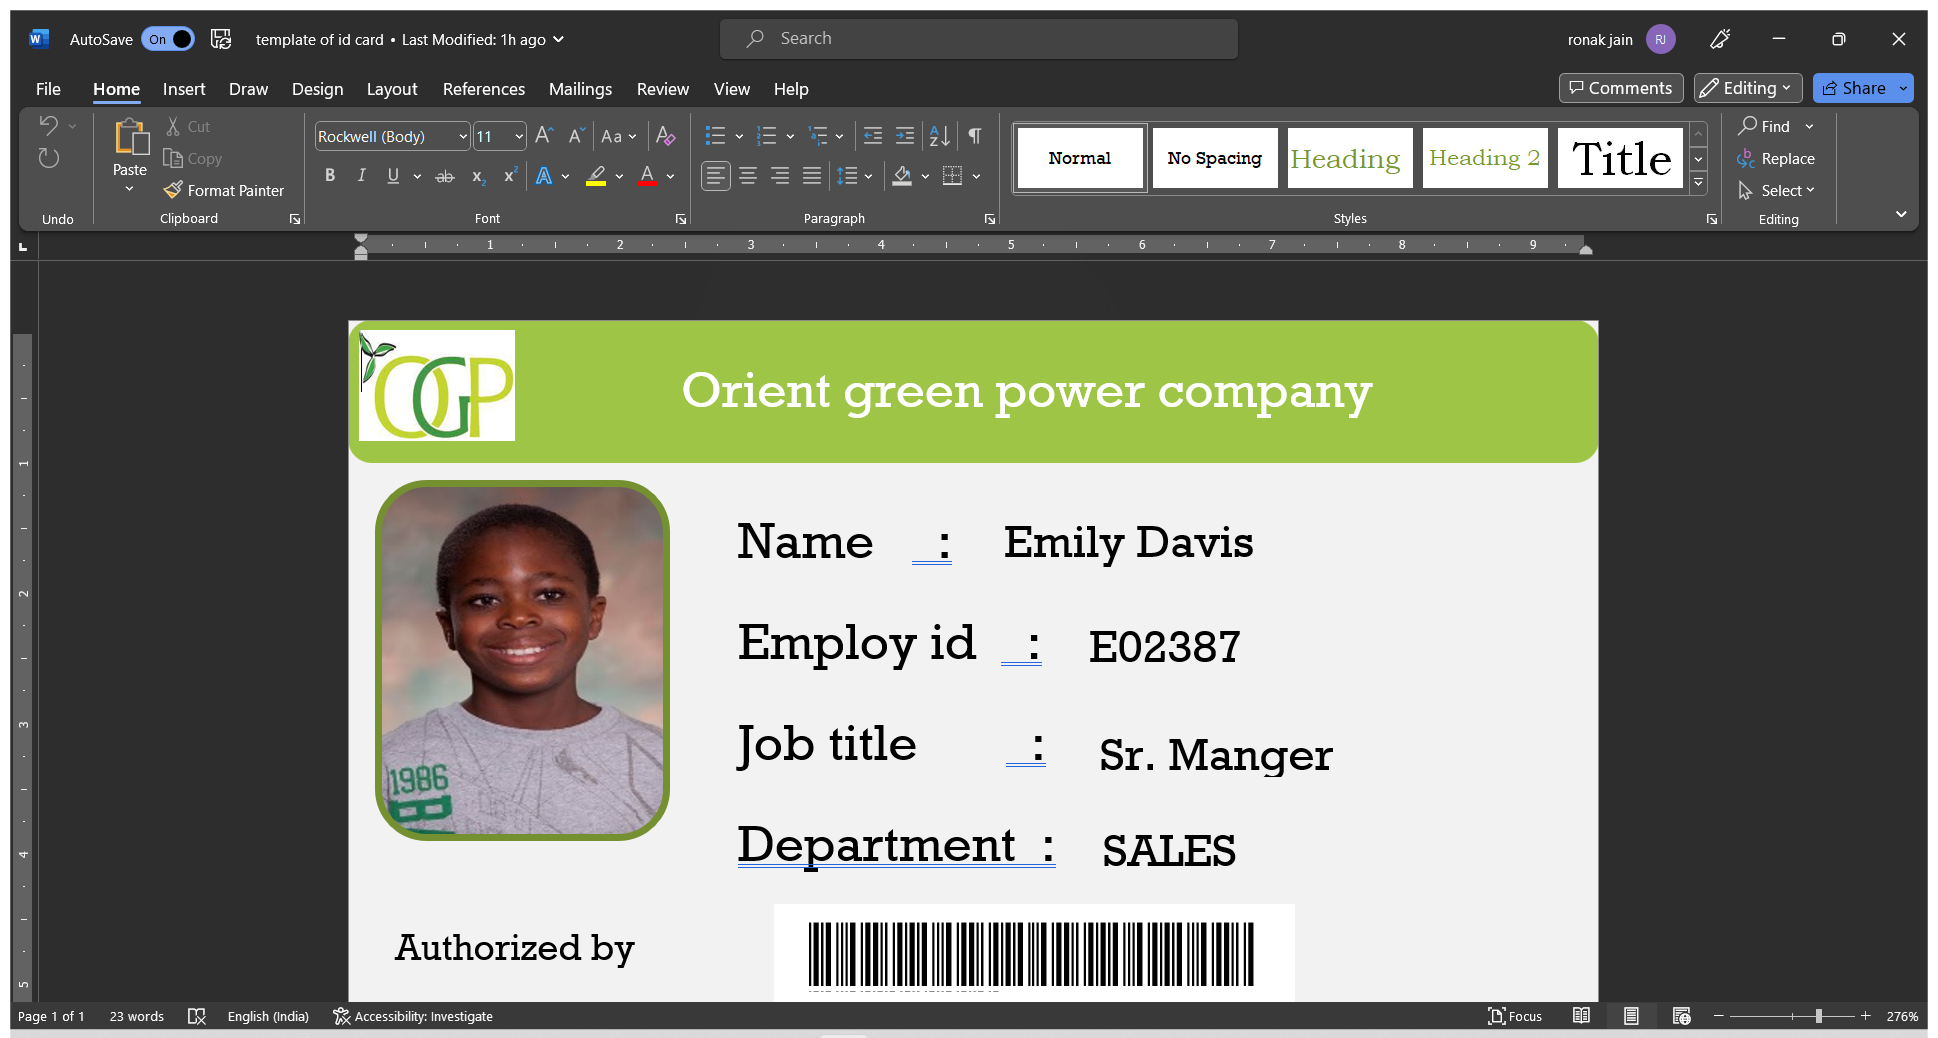 AutoSave On template of id card • Last Modified: 1h ago Search ronak jain RJ
File Home Insert Draw Design Layout References Mailings Review View Help Comments Editing Share
Paste Cut Copy Format Painter
Rockwell (Body) 11 A A Aa A
B I U ab x2 x2 A A
A Z ¶
Normal No Spacing Heading Heading 2 Title
Find Replace Select
Undo Clipboard Font Paragraph Styles Editing
1 2 3 4 5 6 7 8 9
OGP
Orient green power company
Name : Emily Davis
Employ id : E02387
Job title : Sr. Manger
Department : SALES
Authorized by
1 2 3 4 5
1986
B
Page 1 of 1 23 words English (India) Accessibility: Investigate Focus 276%